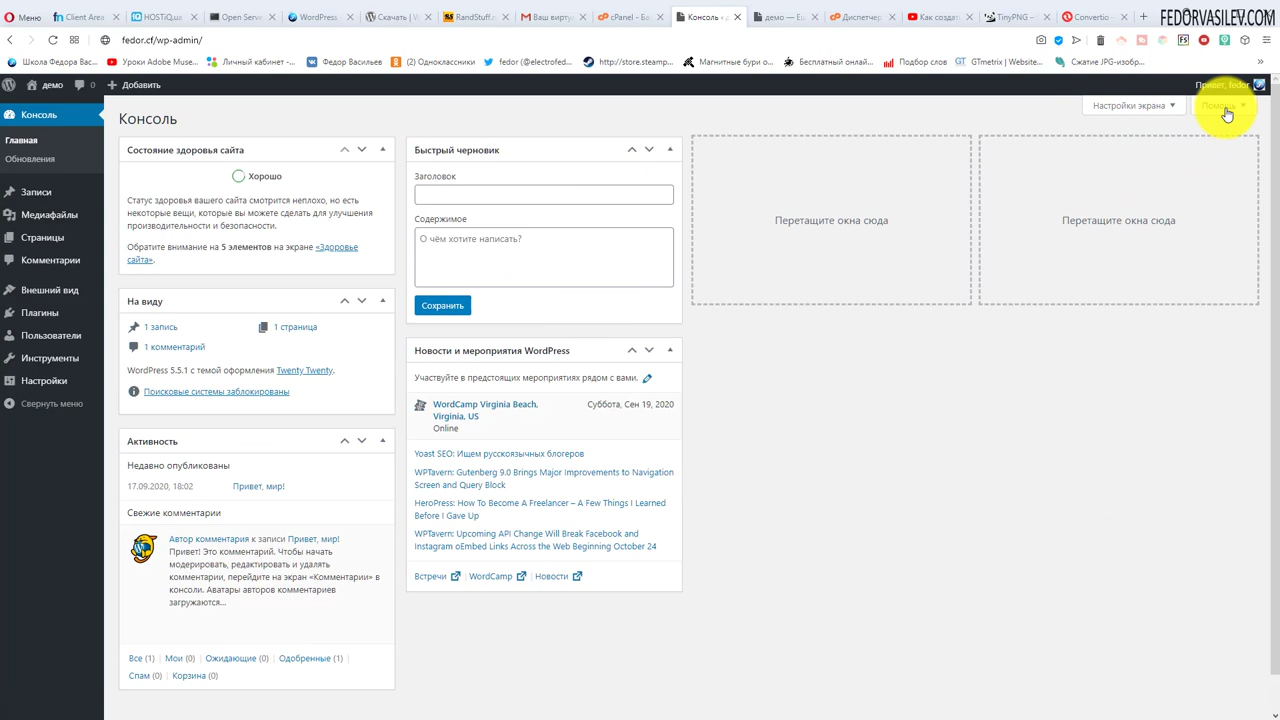 Меню
Client Area
HOSTiQ.ua
Open Serve
WordPress
Скачать | W
RandStuff.r
Ваш вирту
cPanel - Ба
Консоль ‹ д
демо — Ещ
Диспетчер
Как создат
TinyPNG –
Convertio –
FEDORVASILEV.COM
fedor.cf/wp-admin/
Школа Федора Вас...
Уроки Adobe Muse...
Личный кабинет -...
Федор Васильев
(2) Одноклассники
fedor (@electrofed...
http://store.steamp...
Магнитные бури о...
Бесплатный онлай...
Подбор слов
GTmetrix | Website...
Сжатие JPG-изобр...
демо
0
Добавить
Привет, fedor
Консоль
Главная
Обновления
Записи
Медиафайлы
Страницы
Комментарии
Внешний вид
Плагины
Пользователи
Инструменты
Настройки
Свернуть меню
Настройки экрана
Помощь
Консоль
Состояние здоровья сайта
Хорошо
Статус здоровья вашего сайта смотрится неплохо, но есть
некоторые вещи, которые вы можете сделать для улучшения
производительности и безопасности.
Обратите внимание на 5 элементов на экране «Здоровье
сайта».
На виду
1 запись
1 страница
1 комментарий
WordPress 5.5.1 с темой оформления Twenty Twenty.
Поисковые системы заблокированы
Активность
Недавно опубликованы
17.09.2020, 18:02
Привет, мир!
Свежие комментарии
Автор комментария к записи Привет, мир!
Привет! Это комментарий. Чтобы начать
модерировать, редактировать и удалять
комментарии, перейдите на экран «Комментарии» в
консоли. Аватары авторов комментариев
загружаются...
Все (1)
Мои (0)
Ожидающие (0)
Одобренные (1)
Спам (0)
Корзина (0)
Быстрый черновик
Заголовок
Содержимое
О чём хотите написать?
Сохранить
Новости и мероприятия WordPress
Участвуйте в предстоящих мероприятиях рядом с вами.
WordCamp Virginia Beach,
Virginia, US
Online
Суббота, Сен 19, 2020
Yoast SEO: Ищем русскоязычных блогеров
WPTavern: Gutenberg 9.0 Brings Major Improvements to Navigation
Screen and Query Block
HeroPress: How To Become A Freelancer – A Few Things I Learned
Before I Gave Up
WPTavern: Upcoming API Change Will Break Facebook and
Instagram oEmbed Links Across the Web Beginning October 24
Встречи
WordCamp
Новости
Перетащите окна сюда
Перетащите окна сюда